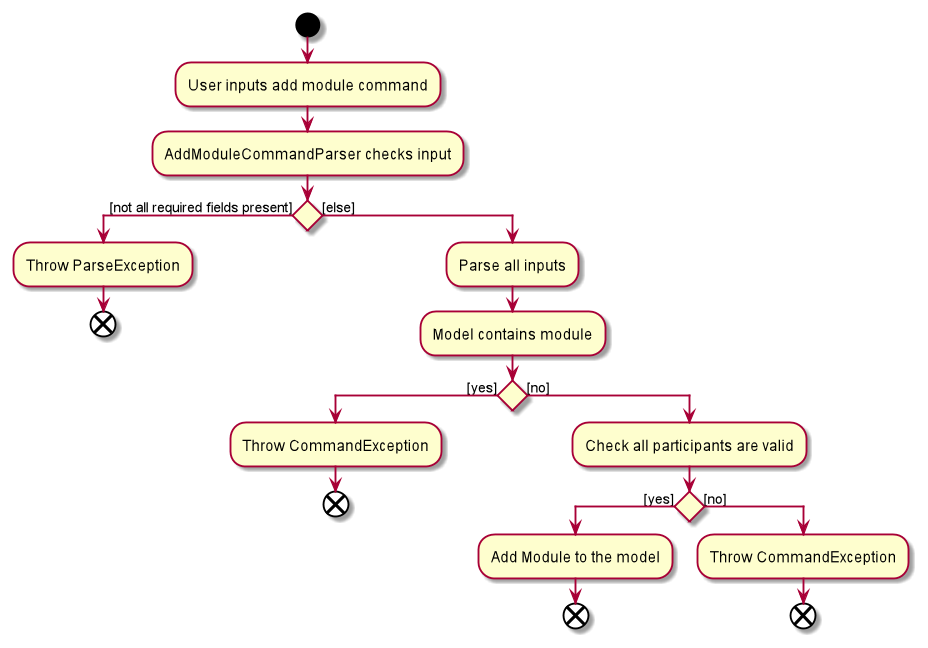 User inputs add module command
AddModuleCommandParser checks input
[not all required fields present]
[else]
Throw ParseException
Parse all inputs
Model contains module
[yes]
[no]
Throw CommandException
Check all participants are valid
[yes]
[no]
Add Module to the model
Throw CommandException